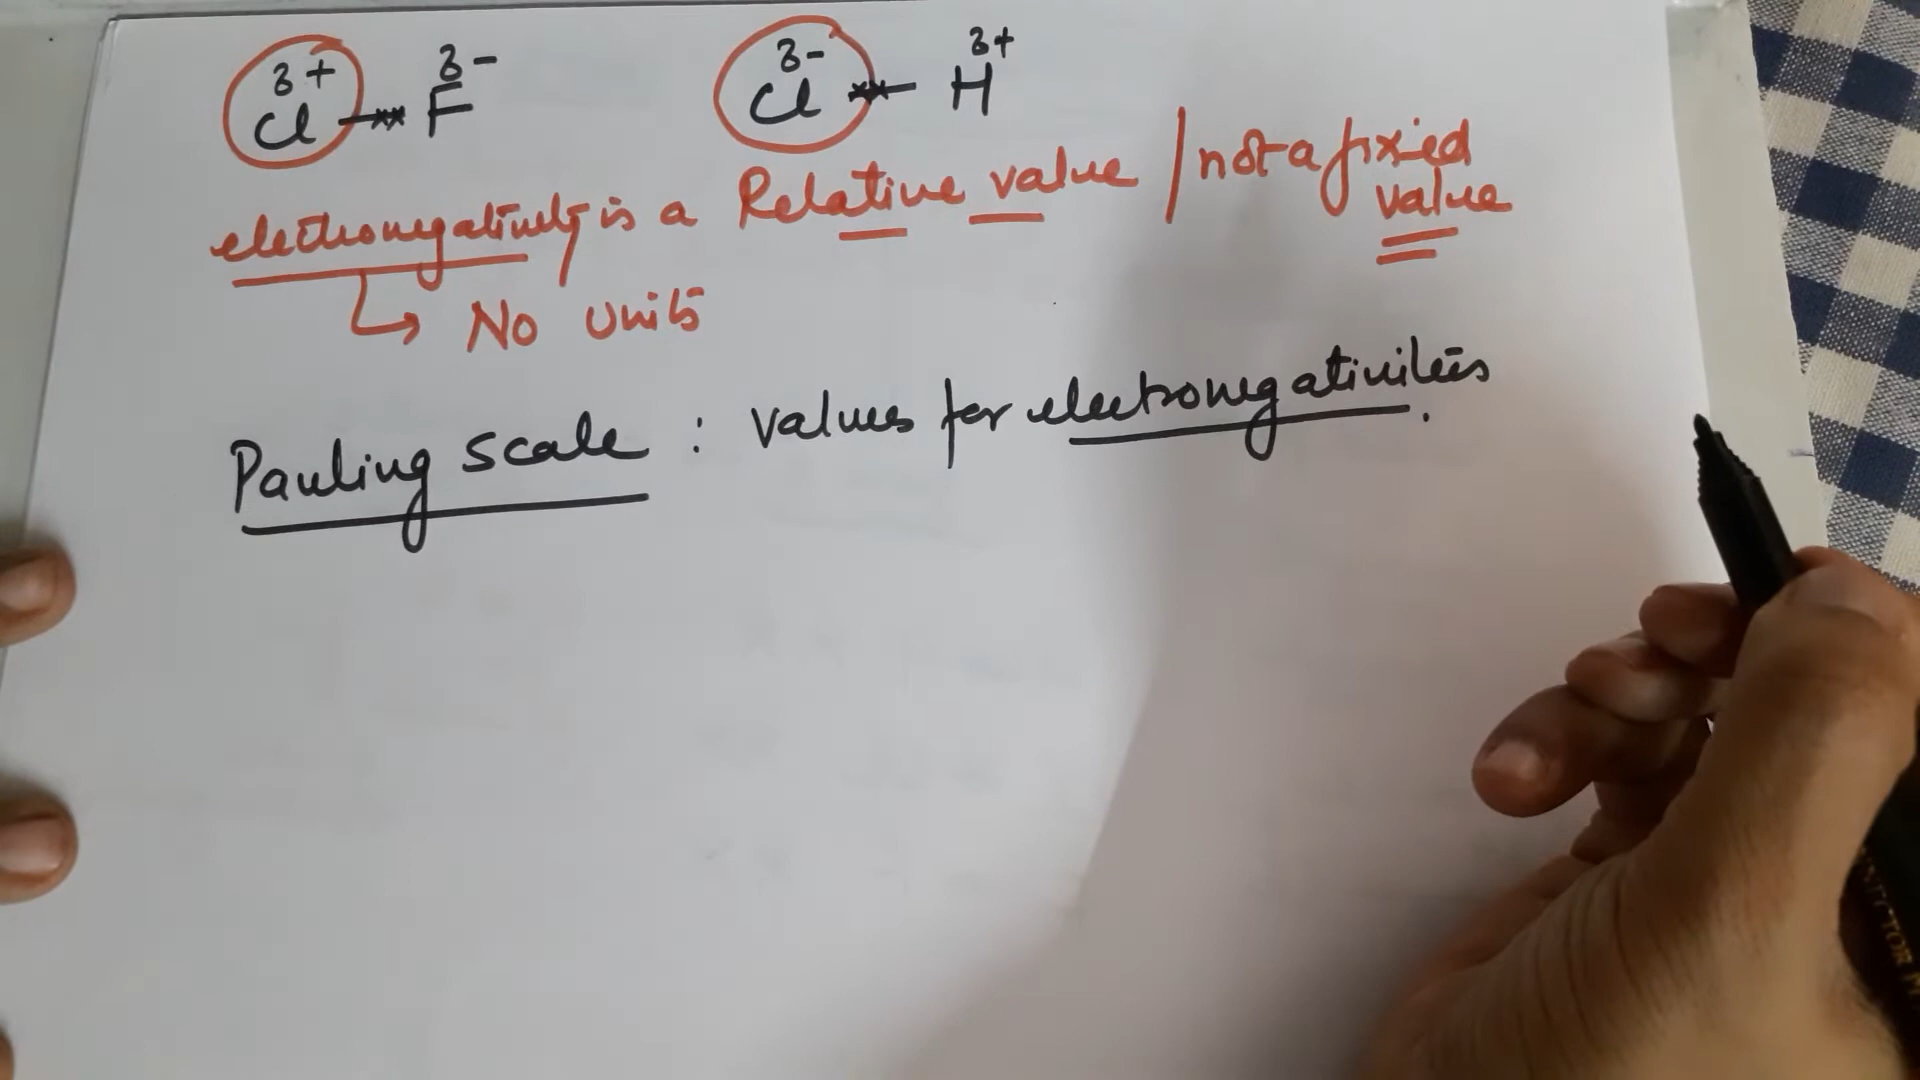 δ+ δ- δ- δ+
Cl F Cl H
electronegativity is a Relative value / not a fixed
value
No units
Pauling scale : values for electronegativities